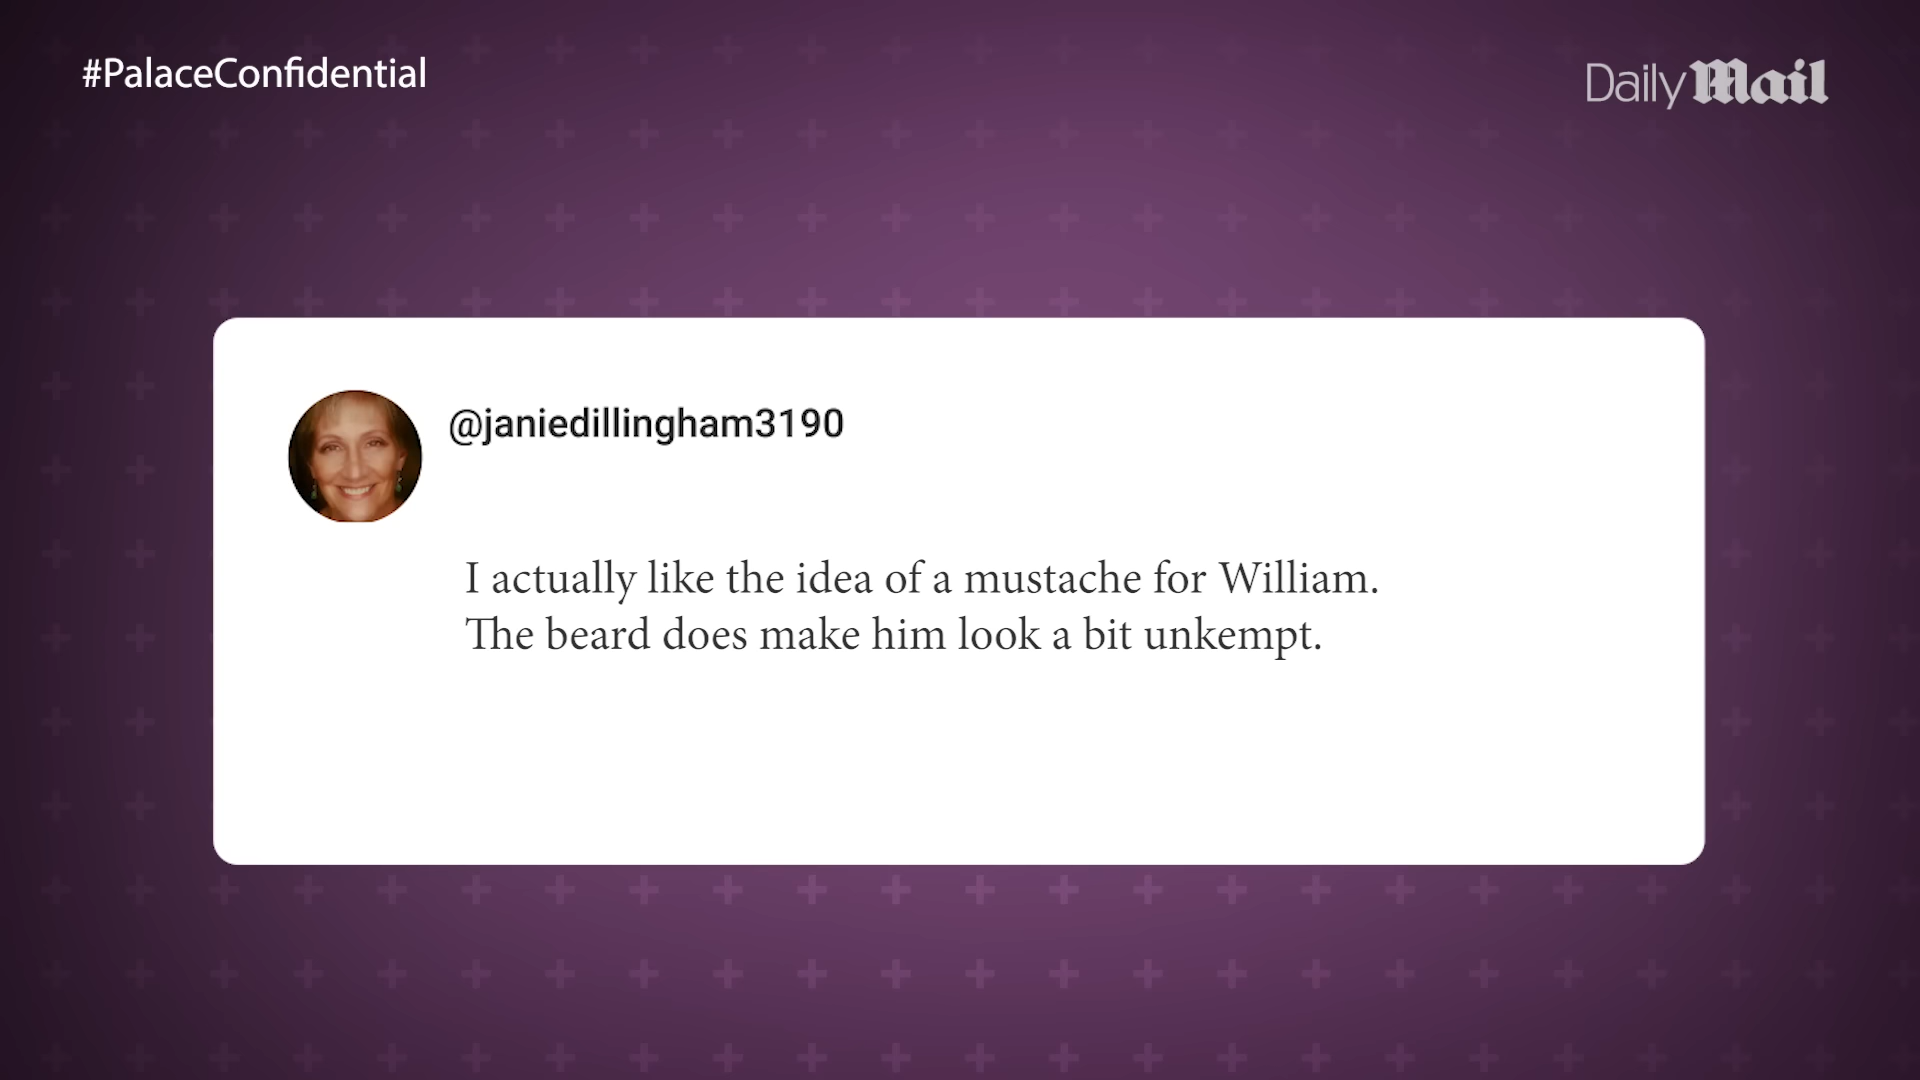 #PalaceConfidential
Daily Mail
@janiedillingham3190
I actually like the idea of a mustache for William.
The beard does make him look a bit unkempt.